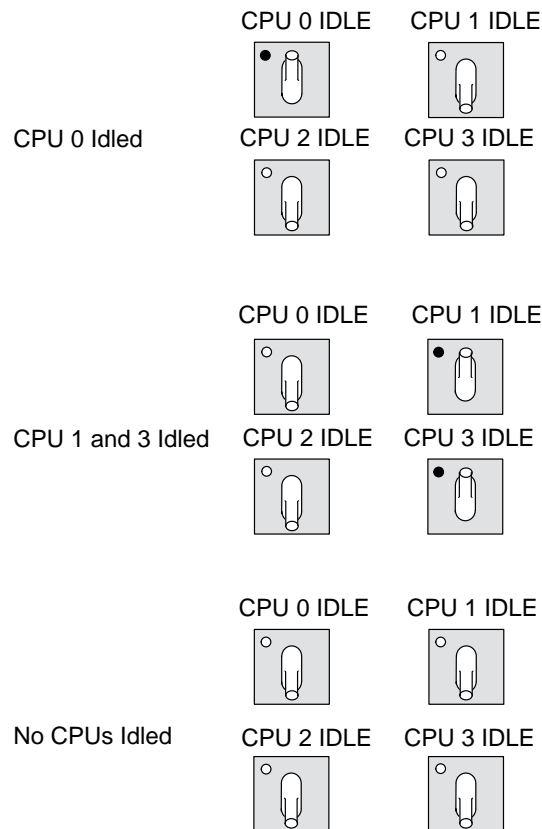 CPU 0 IDLE CPU 1 IDLE
CPU 0 Idled CPU 2 IDLE CPU 3 IDLE
CPU 0 IDLE CPU 1 IDLE
CPU 1 and 3 Idled CPU 2 IDLE CPU 3 IDLE
CPU 0 IDLE CPU 1 IDLE
No CPUs Idled CPU 2 IDLE CPU 3 IDLE